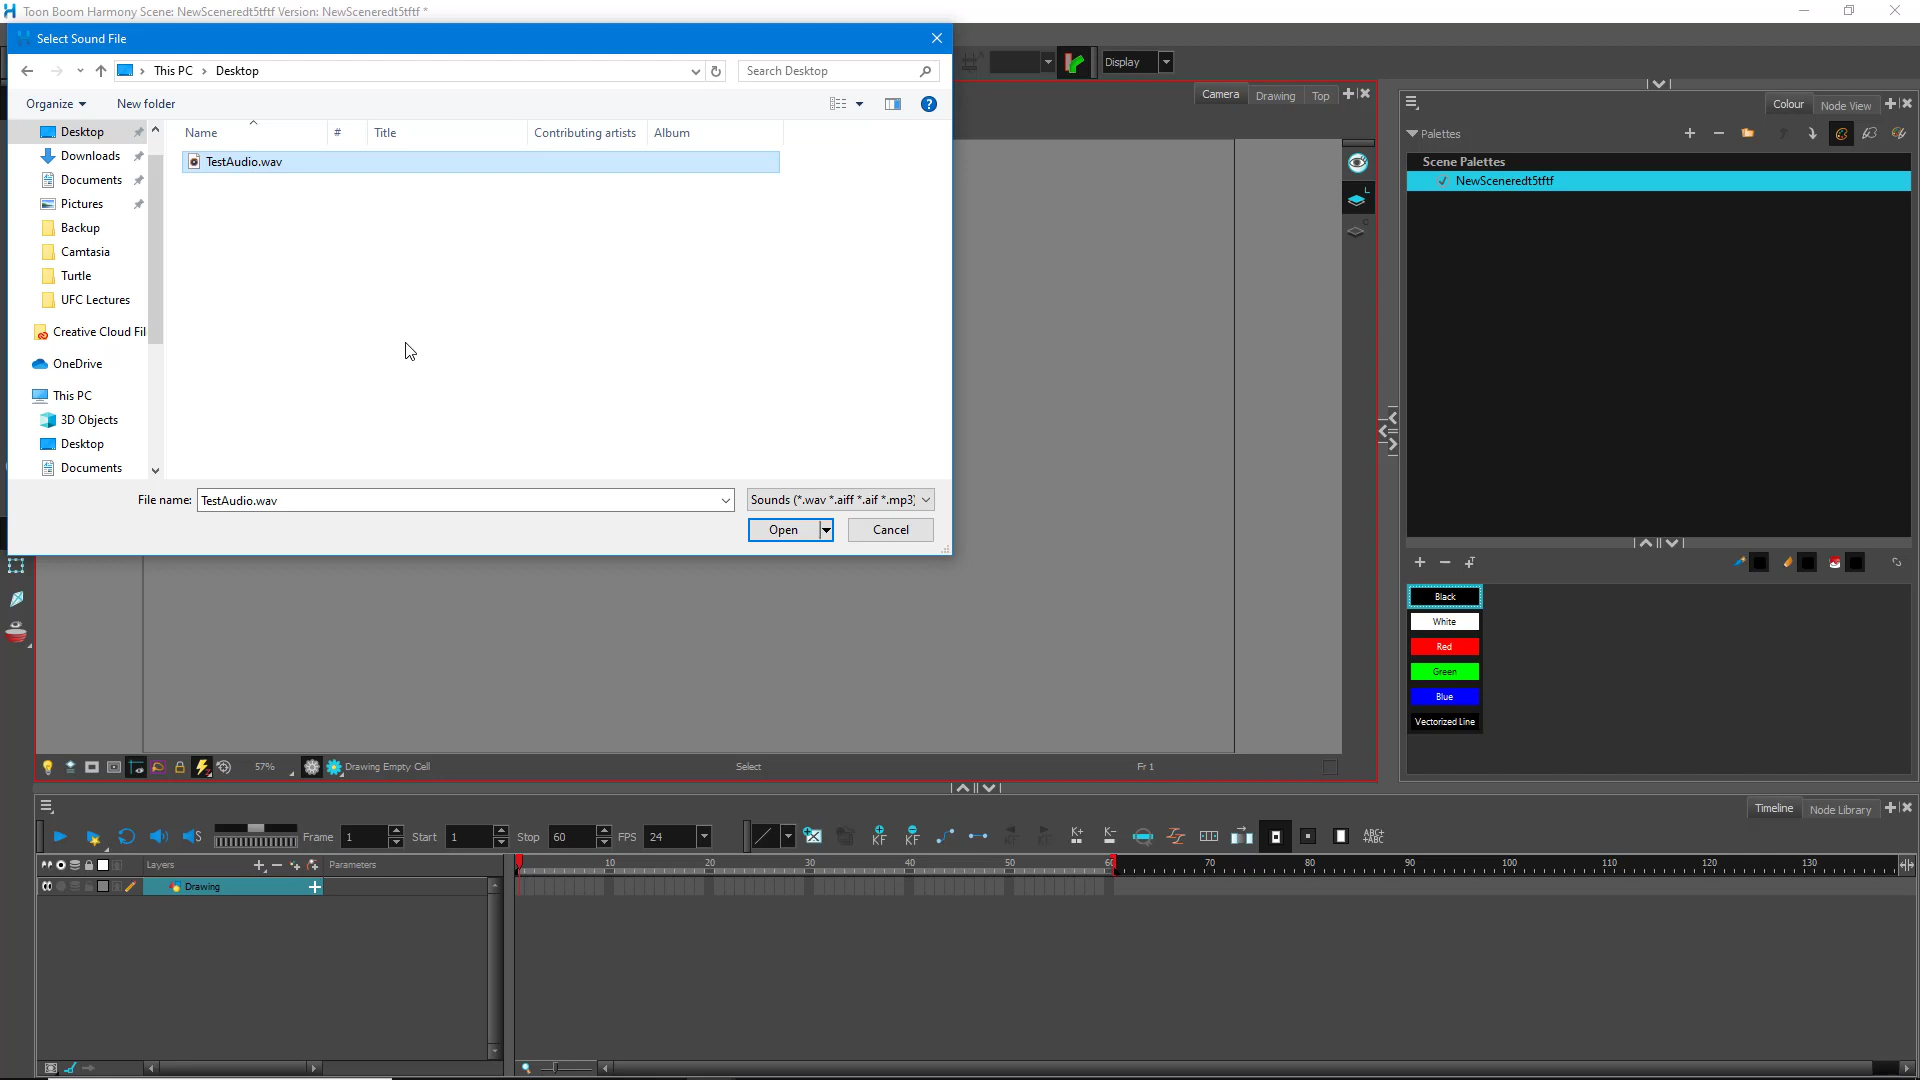 Toon Boom Harmony Scene: NewSceneredt5tftf Version: NewSceneredt5tftf *
Select Sound File
This PC
Desktop
Search Desktop
Display
Organize
New folder
Camera
Drawing
Top
Colour
Node View
Palettes
Scene Palettes
NewSceneredt5tftf
Name
#
Title
Contributing artists
Album
TestAudio.wav
Desktop
Downloads
Documents
Pictures
Backup
Camtasia
Turtle
UFC Lectures
Creative Cloud Fil
OneDrive
This PC
3D Objects
Desktop
Documents
File name:
TestAudio.wav
Sounds (*.wav *.aiff *.aif *.mp3)
Open
Cancel
Black
White
Red
Green
Blue
Vectorized Line
57%
Drawing Empty Cell
Select
Fr 1
Timeline
Node Library
Frame 1 Start 1 Stop 60 FPS 24
KF KF K+ K- ABC+ ABC
Layers
Parameters
10 20 30 40 50 60 70 80 90 100 110 120 130
Drawing